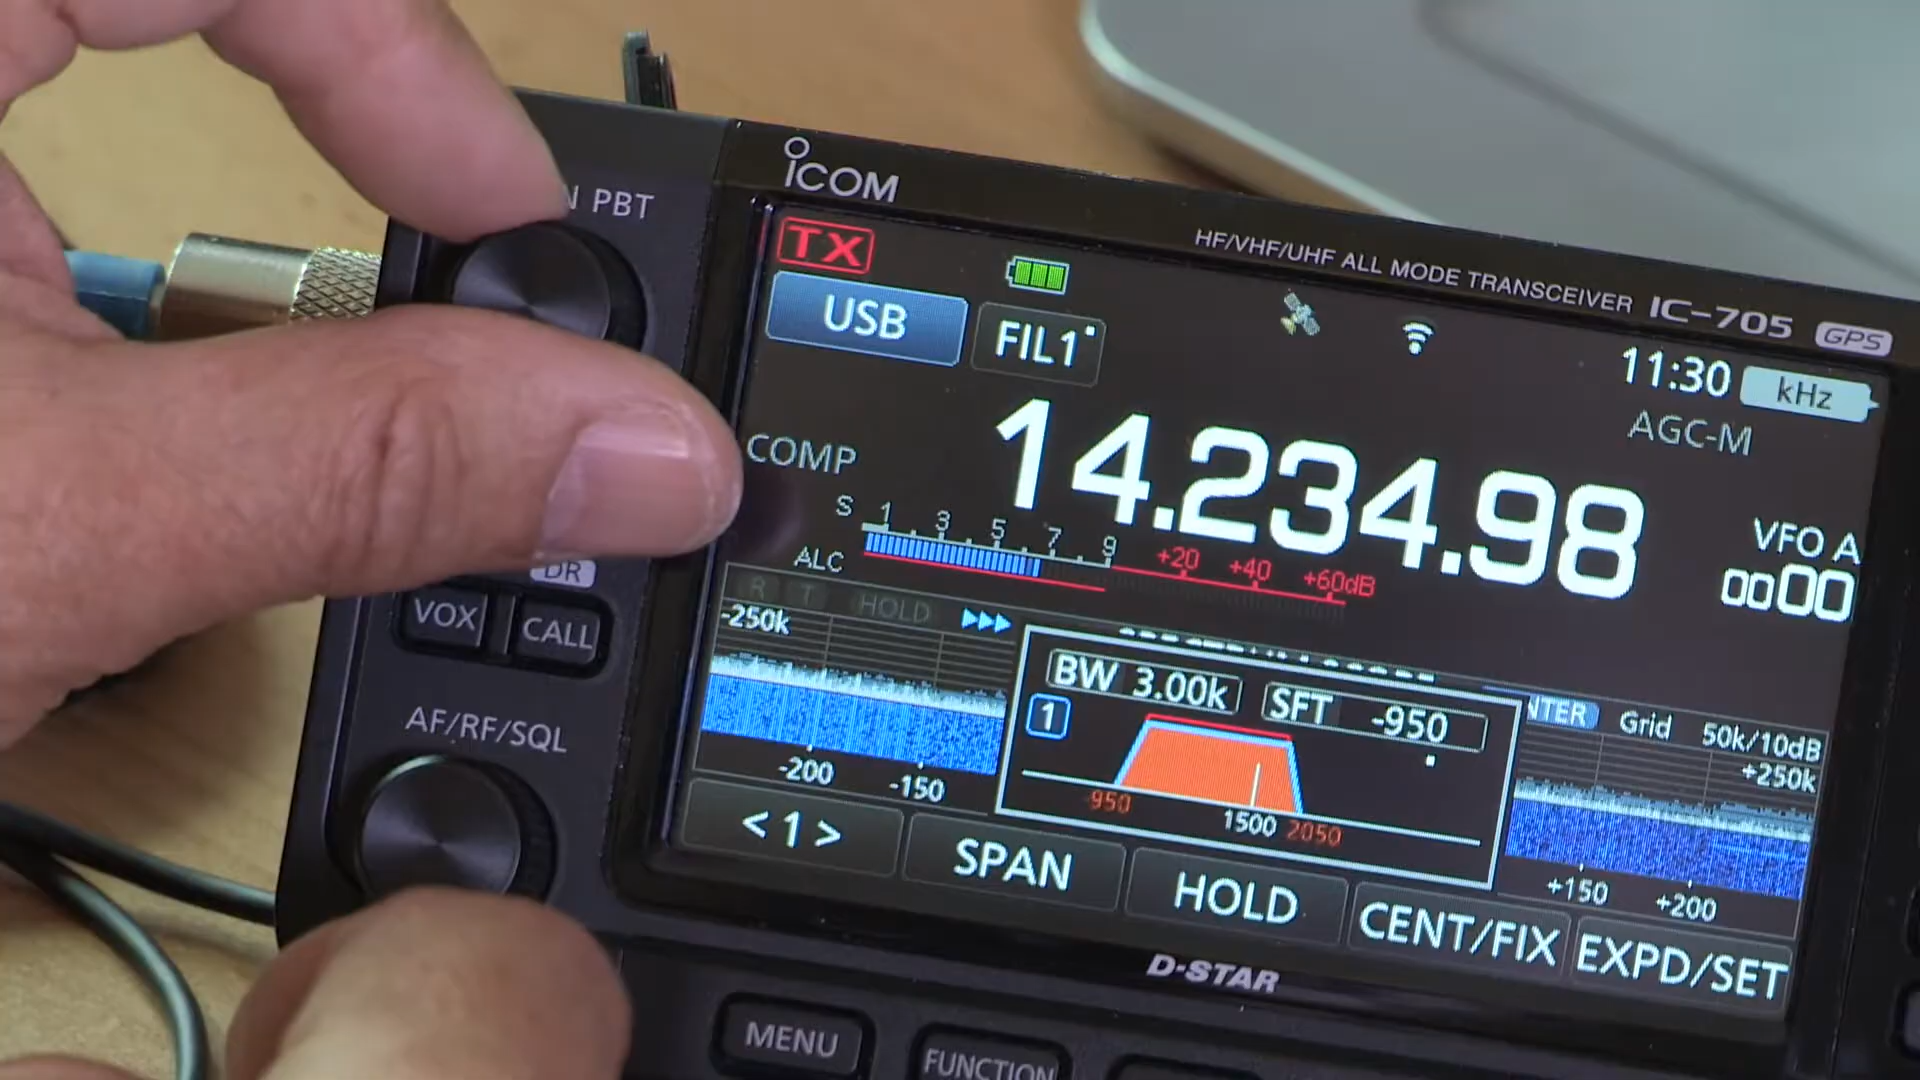 PBT
ICOM
HF/VHF/UHF ALL MODE TRANSCEIVER IC-705 GPS
TX
USB
FIL1
11:30
kHz
AGC-M
COMP
14.234.98
VFO A
00 00
S 1 3 5 7 9 +20 +40 +60dB
ALC
DR
VOX
CALL
R T HOLD
-250k
BW 3.00k
SFT -950
1
Grid
50k/10dB
+250k
-200
-150
-950
1500
2050
+150
+200
AF/RF/SQL
<1>
SPAN
HOLD
CENT/FIX
EXPD/SET
D-STAR
MENU
FUNCTION